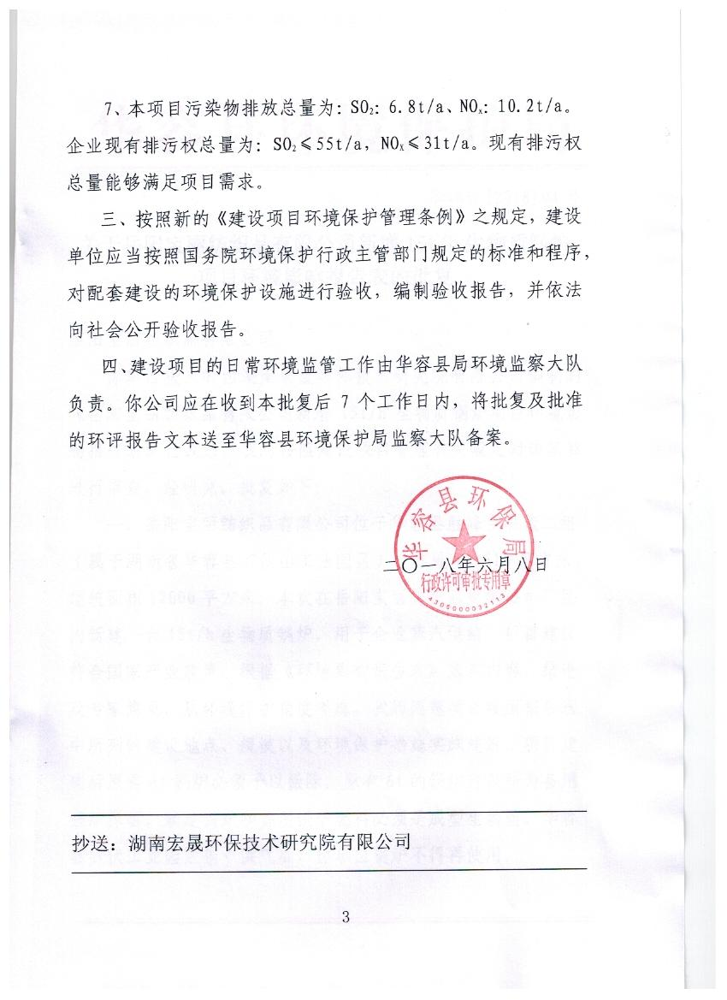 7、本项目污染物排放总量为：SO₂：6.8t/a、NOₓ：10.2t/a。
企业现有排污权总量为：SO₂≤55t/a，NOₓ≤31t/a。现有排污权
总量能够满足项目需求。
三、按照新的《建设项目环境保护管理条例》之规定，建设
单位应当按照国务院环境保护行政主管部门规定的标准和程序，
对配套建设的环境保护设施进行验收，编制验收报告，并依法
向社会公开验收报告。
四、建设项目的日常环境监管工作由华容县局环境监察大队
负责。你公司应在收到本批复后 7 个工作日内，将批复及批准
的环评报告文本送至华容县环境保护局监察大队备案。
华容县环保局
二〇一八年六月八日
行政许可审批专用章
4306000032113
抄送：湖南宏晟环保技术研究院有限公司
3